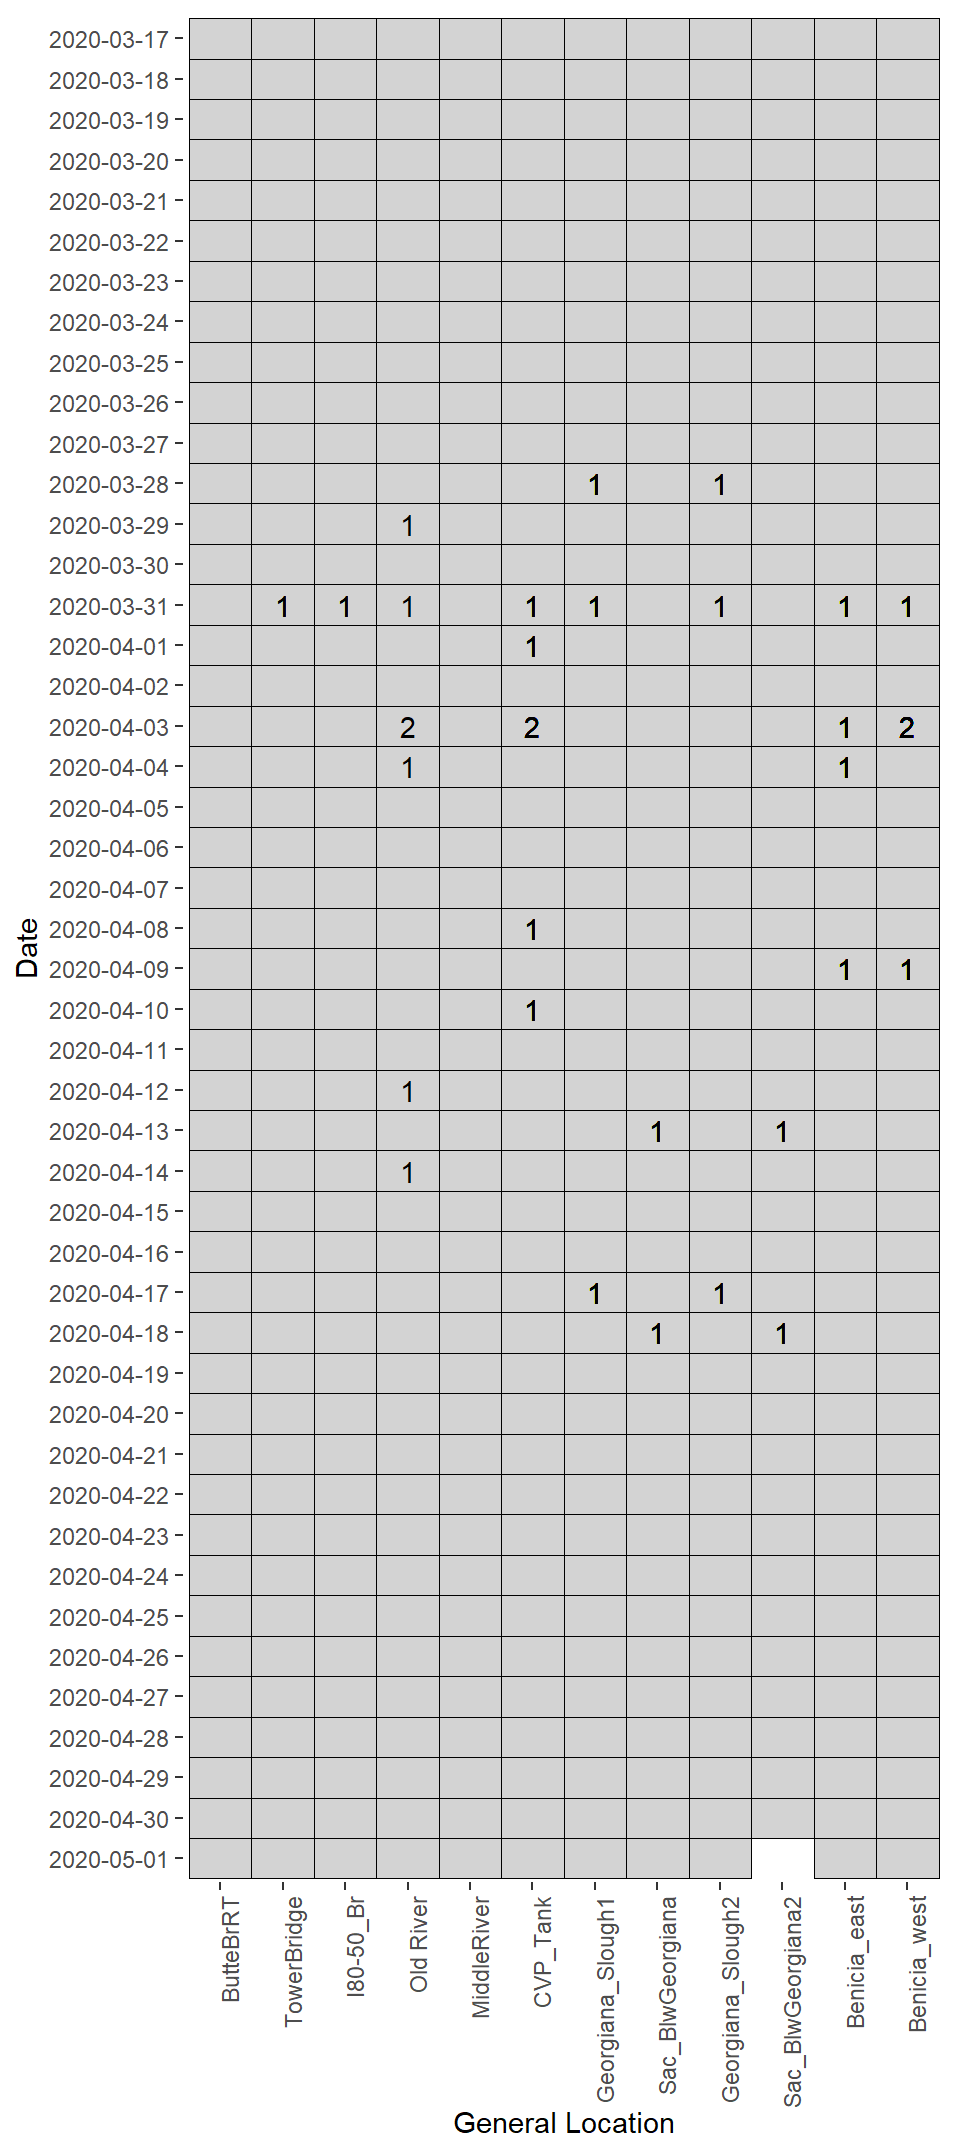 2020-03-17
2020-03-18
2020-03-19
2020-03-20
2020-03-21
2020-03-22
2020-03-23
2020-03-24
2020-03-25
2020-03-26
2020-03-27
2020-03-28 1 1
2020-03-29 1
2020-03-30
2020-03-31 1 1 1 1 1 1 1 1
2020-04-01 1
2020-04-02
2020-04-03 2 2 1 2
2020-04-04 1 1
2020-04-05
2020-04-06
2020-04-07
2020-04-08 1
Date
2020-04-09 1 1
2020-04-10 1
2020-04-11
2020-04-12 1
2020-04-13 1 1
2020-04-14 1
2020-04-15
2020-04-16
2020-04-17 1 1
2020-04-18 1 1
2020-04-19
2020-04-20
2020-04-21
2020-04-22
2020-04-23
2020-04-24
2020-04-25
2020-04-26
2020-04-27
2020-04-28
2020-04-29
2020-04-30
2020-05-01
ButteBrRT
TowerBridge
I80-50_Br
Old River
MiddleRiver
CVP_Tank
Georgiana_Slough1
Sac_BlwGeorgiana
Georgiana_Slough2
Sac_BlwGeorgiana2
Benicia_east
Benicia_west
General Location